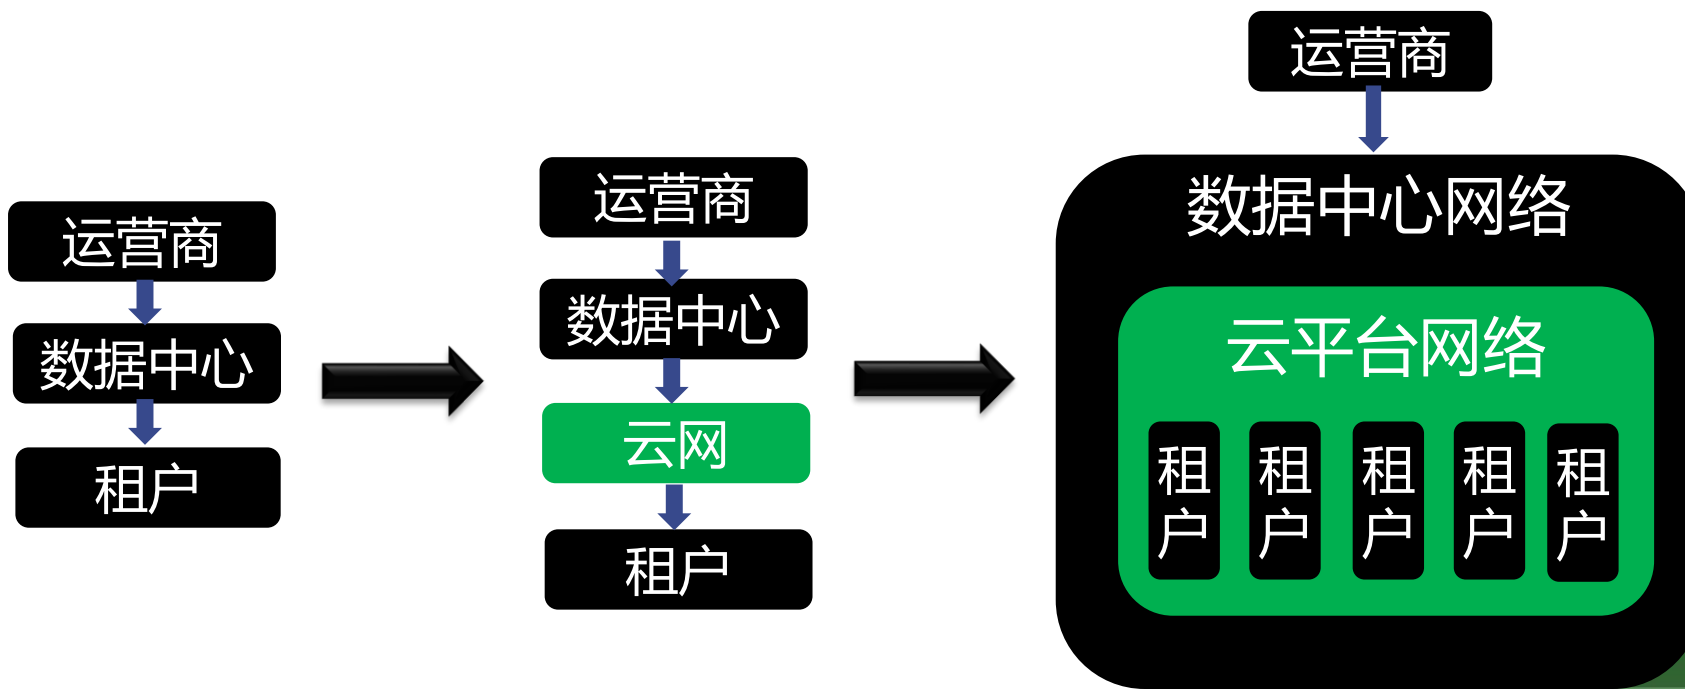 运营商
数据中心
租户
运营商
数据中心
云网
租户
运营商
数据中心网络
云平台网络
租户
租户
租户
租户
租户